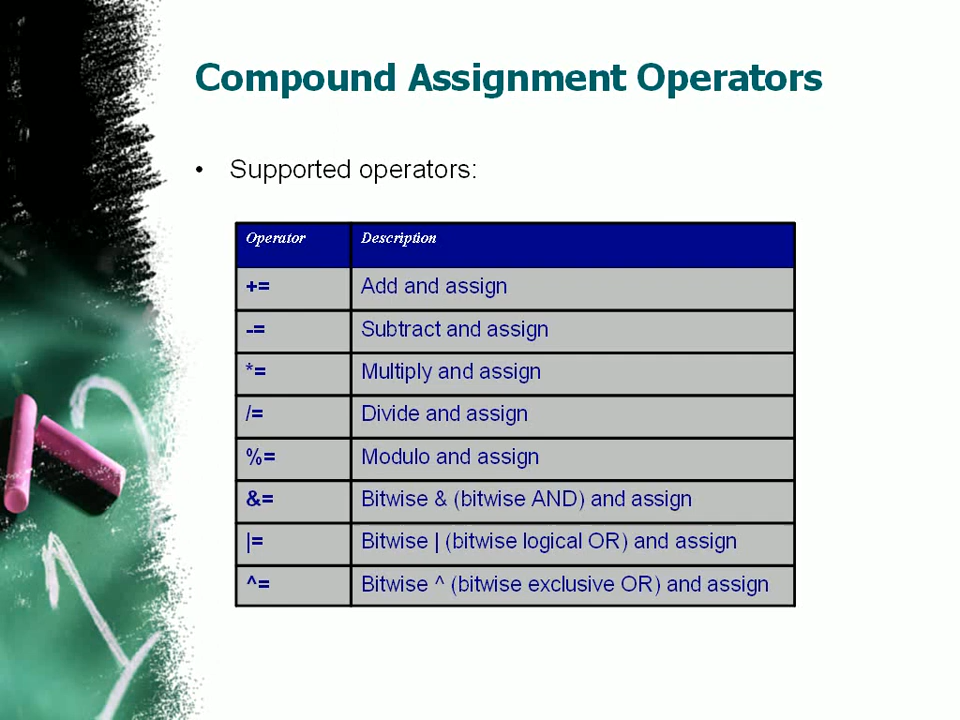 Compound Assignment Operators
• Supported operators:
Operator Description
+= Add and assign
-= Subtract and assign
*= Multiply and assign
/= Divide and assign
%= Modulo and assign
&= Bitwise & (bitwise AND) and assign
|= Bitwise | (bitwise logical OR) and assign
^= Bitwise ^ (bitwise exclusive OR) and assign